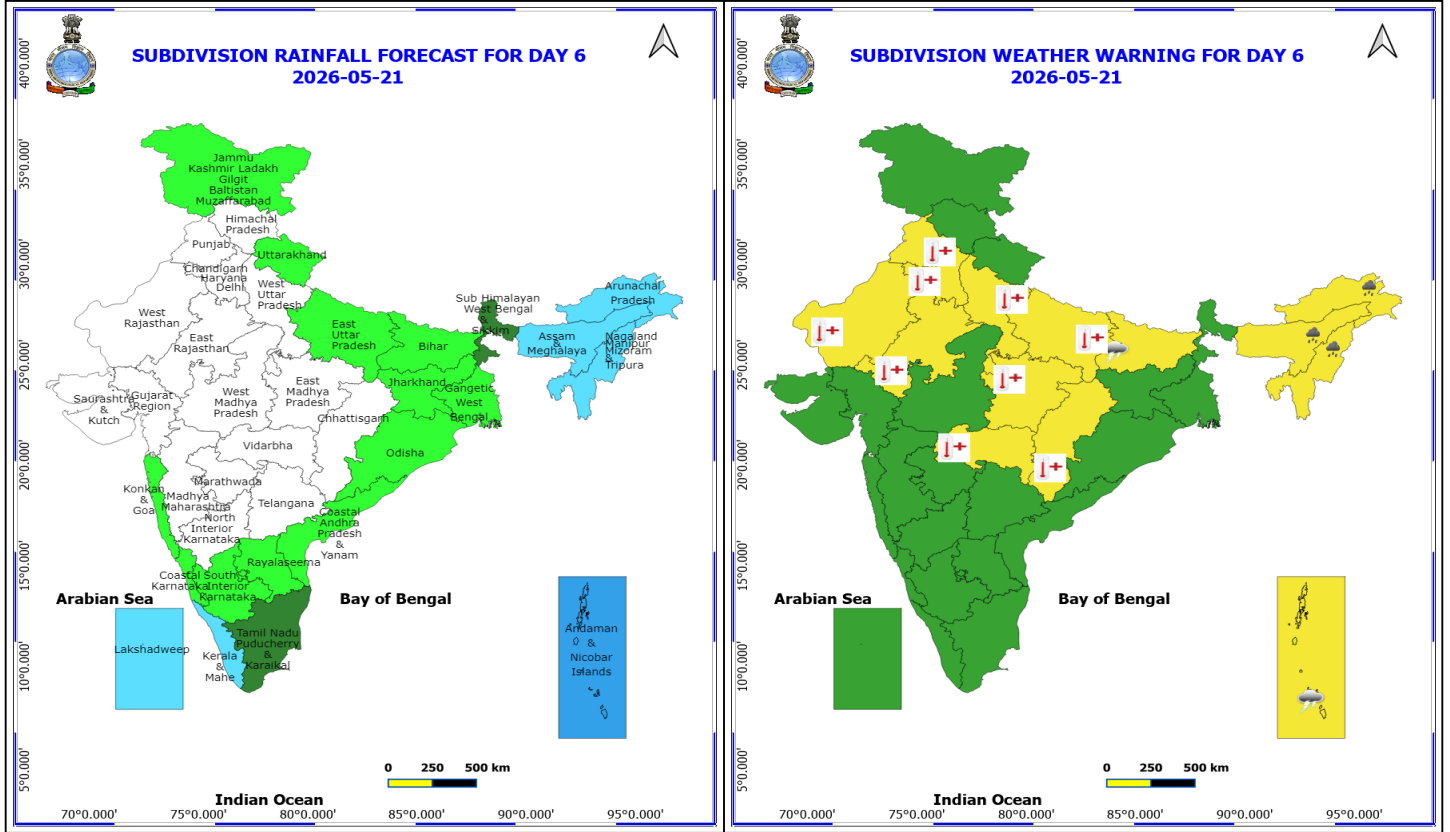 SUBDIVISION RAINFALL FORECAST FOR DAY 6
2026-05-21
40°0.000'
35°0.000'
30°0.000'
25°0.000'
20°0.000'
15°0.000'
10°0.000'
5°0.000'
Jammu
Kashmir Ladakh
Gilgit
Baltistan
Muzaffarabad
Himachal
Pradesh
Punjab
Uttarakhand
Chandigarh
Haryana
Delhi
West
Uttar
Pradesh
West
Rajasthan
East
Rajasthan
East
Uttar
Pradesh
Bihar
Sub Himalayan
West Bengal
&
Sikkim
Arunachal
Pradesh
Assam
&
Meghalaya
Nagaland
Manipur
Mizoram
&
Tripura
Saurashtra
&
Kutch
Gujarat
Region
West
Madhya
Pradesh
East
Madhya
Pradesh
Jharkhand
Gangetic
West
Bengal
Chhattisgarh
Vidarbha
Odisha
Konkan
&
Goa
Madhya
Maharashtra
Marathwada
Telangana
North
Interior
Karnataka
Coastal
Andhra
Pradesh
&
Yanam
Rayalaseema
Coastal
Karnataka
South
Interior
Karnataka
Arabian Sea
Bay of Bengal
Lakshadweep
Kerala
&
Mahe
Tamil Nadu
Puducherry
&
Karaikal
Andaman
&
Nicobar
Islands
0 250 500 km
Indian Ocean
70°0.000' 75°0.000' 80°0.000' 85°0.000' 90°0.000' 95°0.000'
SUBDIVISION WEATHER WARNING FOR DAY 6
2026-05-21
40°0.000'
35°0.000'
30°0.000'
25°0.000'
20°0.000'
15°0.000'
10°0.000'
5°0.000'
Arabian Sea
Bay of Bengal
0 250 500 km
Indian Ocean
70°0.000' 75°0.000' 80°0.000' 85°0.000' 90°0.000' 95°0.000'